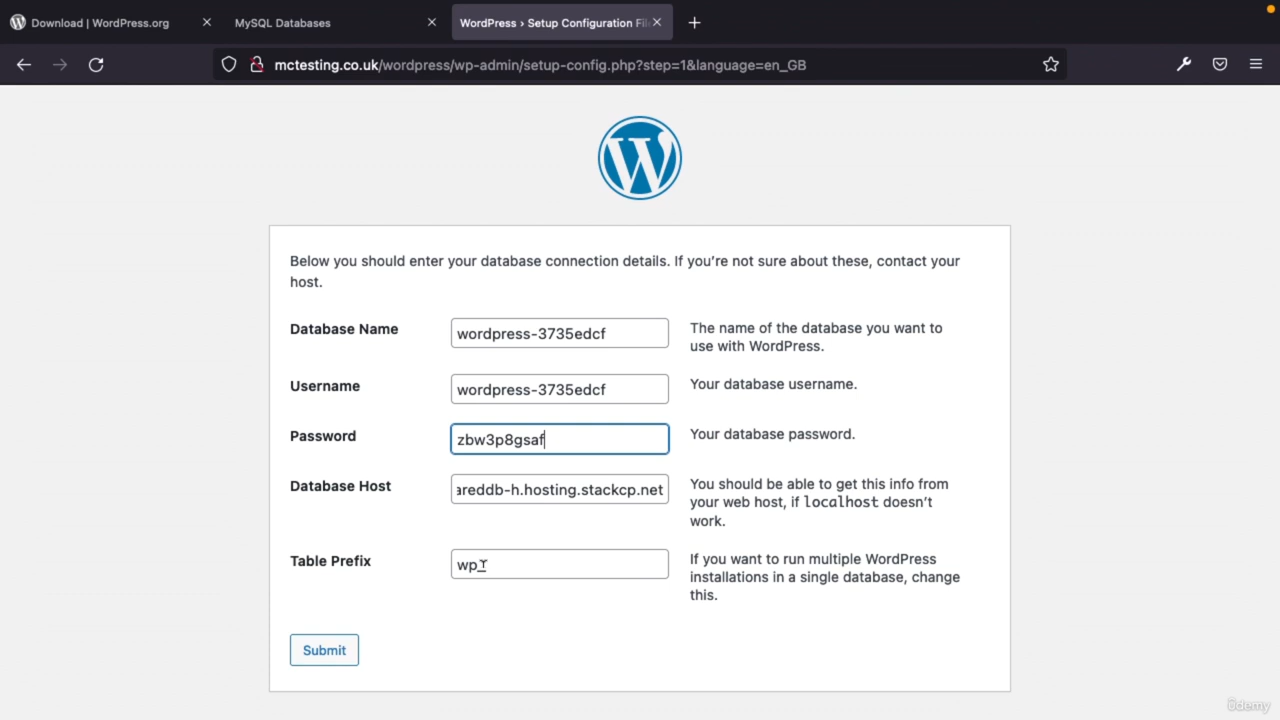 Download | WordPress.org
MySQL Databases
WordPress › Setup Configuration Fil
mctesting.co.uk/wordpress/wp-admin/setup-config.php?step=1&language=en_GB
Below you should enter your database connection details. If you’re not sure about these, contact your
host.
Database Name
wordpress-3735edcf
The name of the database you want to
use with WordPress.
Username
wordpress-3735edcf
Your database username.
Password
zbw3p8gsaf
Your database password.
Database Host
areddb-h.hosting.stackcp.net
You should be able to get this info from
your web host, if localhost doesn’t
work.
Table Prefix
wp_
If you want to run multiple WordPress
installations in a single database, change
this.
Submit
ûdemy